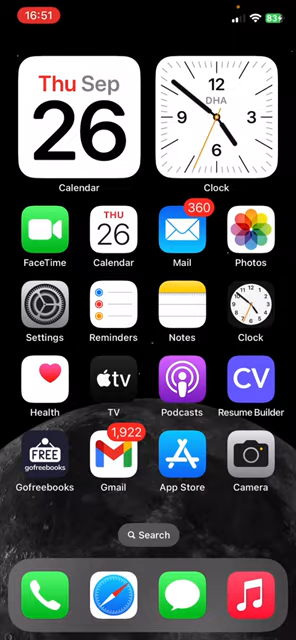 16:51
83
Thu Sep
26
12
DHA
9
3
6
Calendar
Clock
THU
26
360
FaceTime
Calendar
Mail
Photos
Settings
Reminders
Notes
Clock
tv
CV
Health
TV
Podcasts
Resume Builder
FREE
gofreebooks
1,922
Gofreebooks
Gmail
App Store
Camera
Search